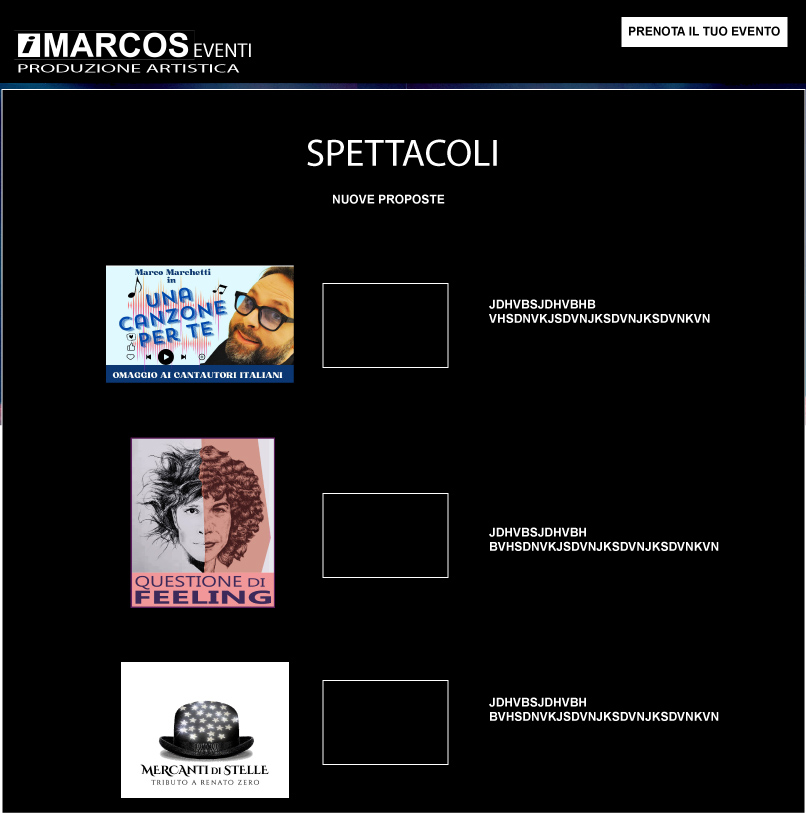 iMARCOS EVENTI
PRODUZIONE ARTISTICA
PRENOTA IL TUO EVENTO
SPETTACOLI
NUOVE PROPOSTE
Marco Marchetti
in
UNA
CANZONE
PER TE
OMAGGIO AI CANTAUTORI ITALIANI
JDHVBSJDHVBHB
VHSDNVKJSDVNJKSDVNJKSDVNKVN
QUESTIONE DI
FEELING
JDHVBSJDHVBH
BVHSDNVKJSDVNJKSDVNJKSDVNKVN
MERCANTI DI STELLE
TRIBUTO A RENATO ZERO
JDHVBSJDHVBH
BVHSDNVKJSDVNJKSDVNJKSDVNKVN